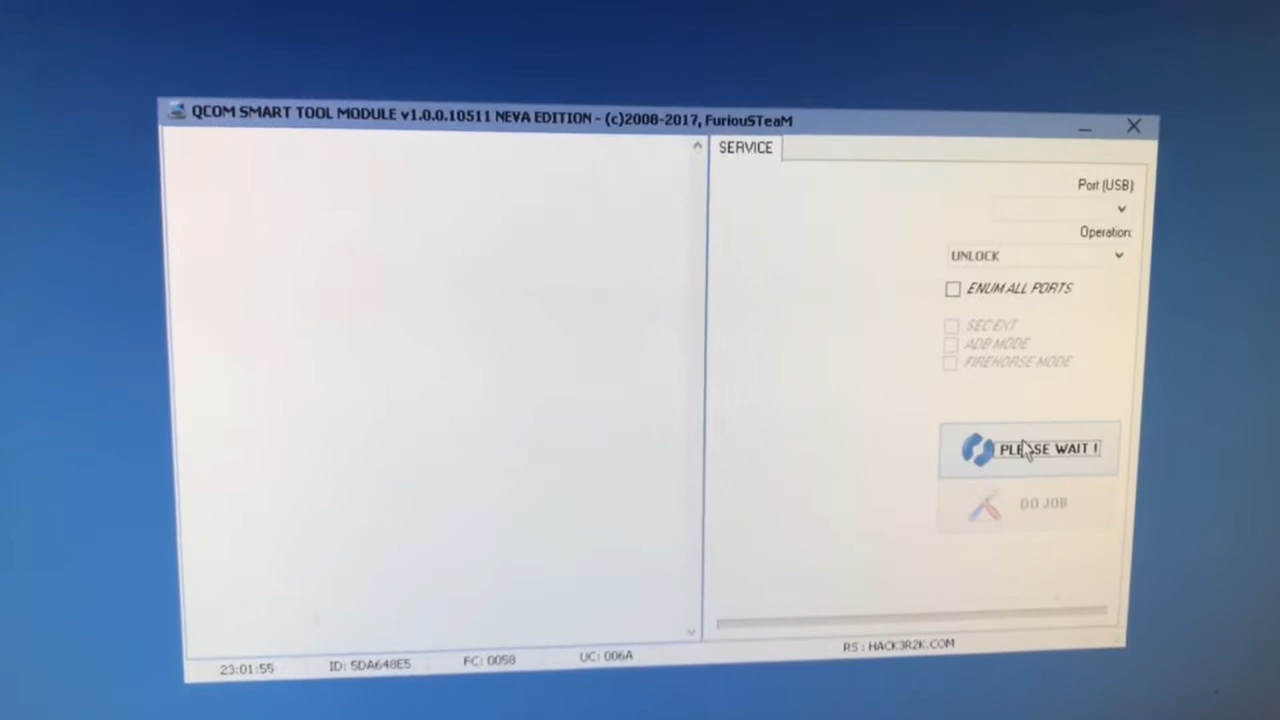 QCOM SMART TOOL MODULE v1.0.0.10511 NEVA EDITION - (c)2008-2017, FuriouSTeaM
SERVICE
Port (USB):
Operation:
UNLOCK
ENUM ALL PORTS
SEC EXT
ADB MODE
FIREHORSE MODE
PLEASE WAIT !
DO JOB
23:01:55 ID: 5DA648E5 FC: 0058 UC: 006A RS : HACK3R2K.COM